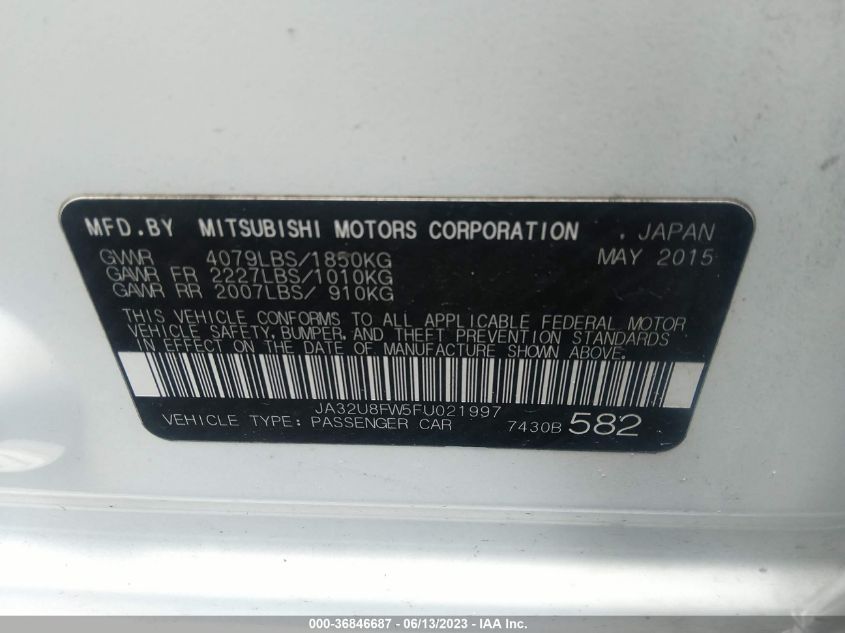 MFD.BY MITSUBISHI MOTORS CORPORATION , JAPAN
GVWR 4079LBS/1850KG MAY 2015
GAWR FR 2227LBS/1010KG
GAWR RR 2007LBS/ 910KG
THIS VEHICLE CONFORMS TO ALL APPLICABLE FEDERAL MOTOR
VEHICLE SAFETY, BUMPER, AND THEFT PREVENTION STANDARDS
IN EFFECT ON THE DATE OF MANUFACTURE SHOWN ABOVE.
JA32U8FW5FU021997
VEHICLE TYPE: PASSENGER CAR 7430B 582
000-36846687 - 06/13/2023 - IAA Inc.